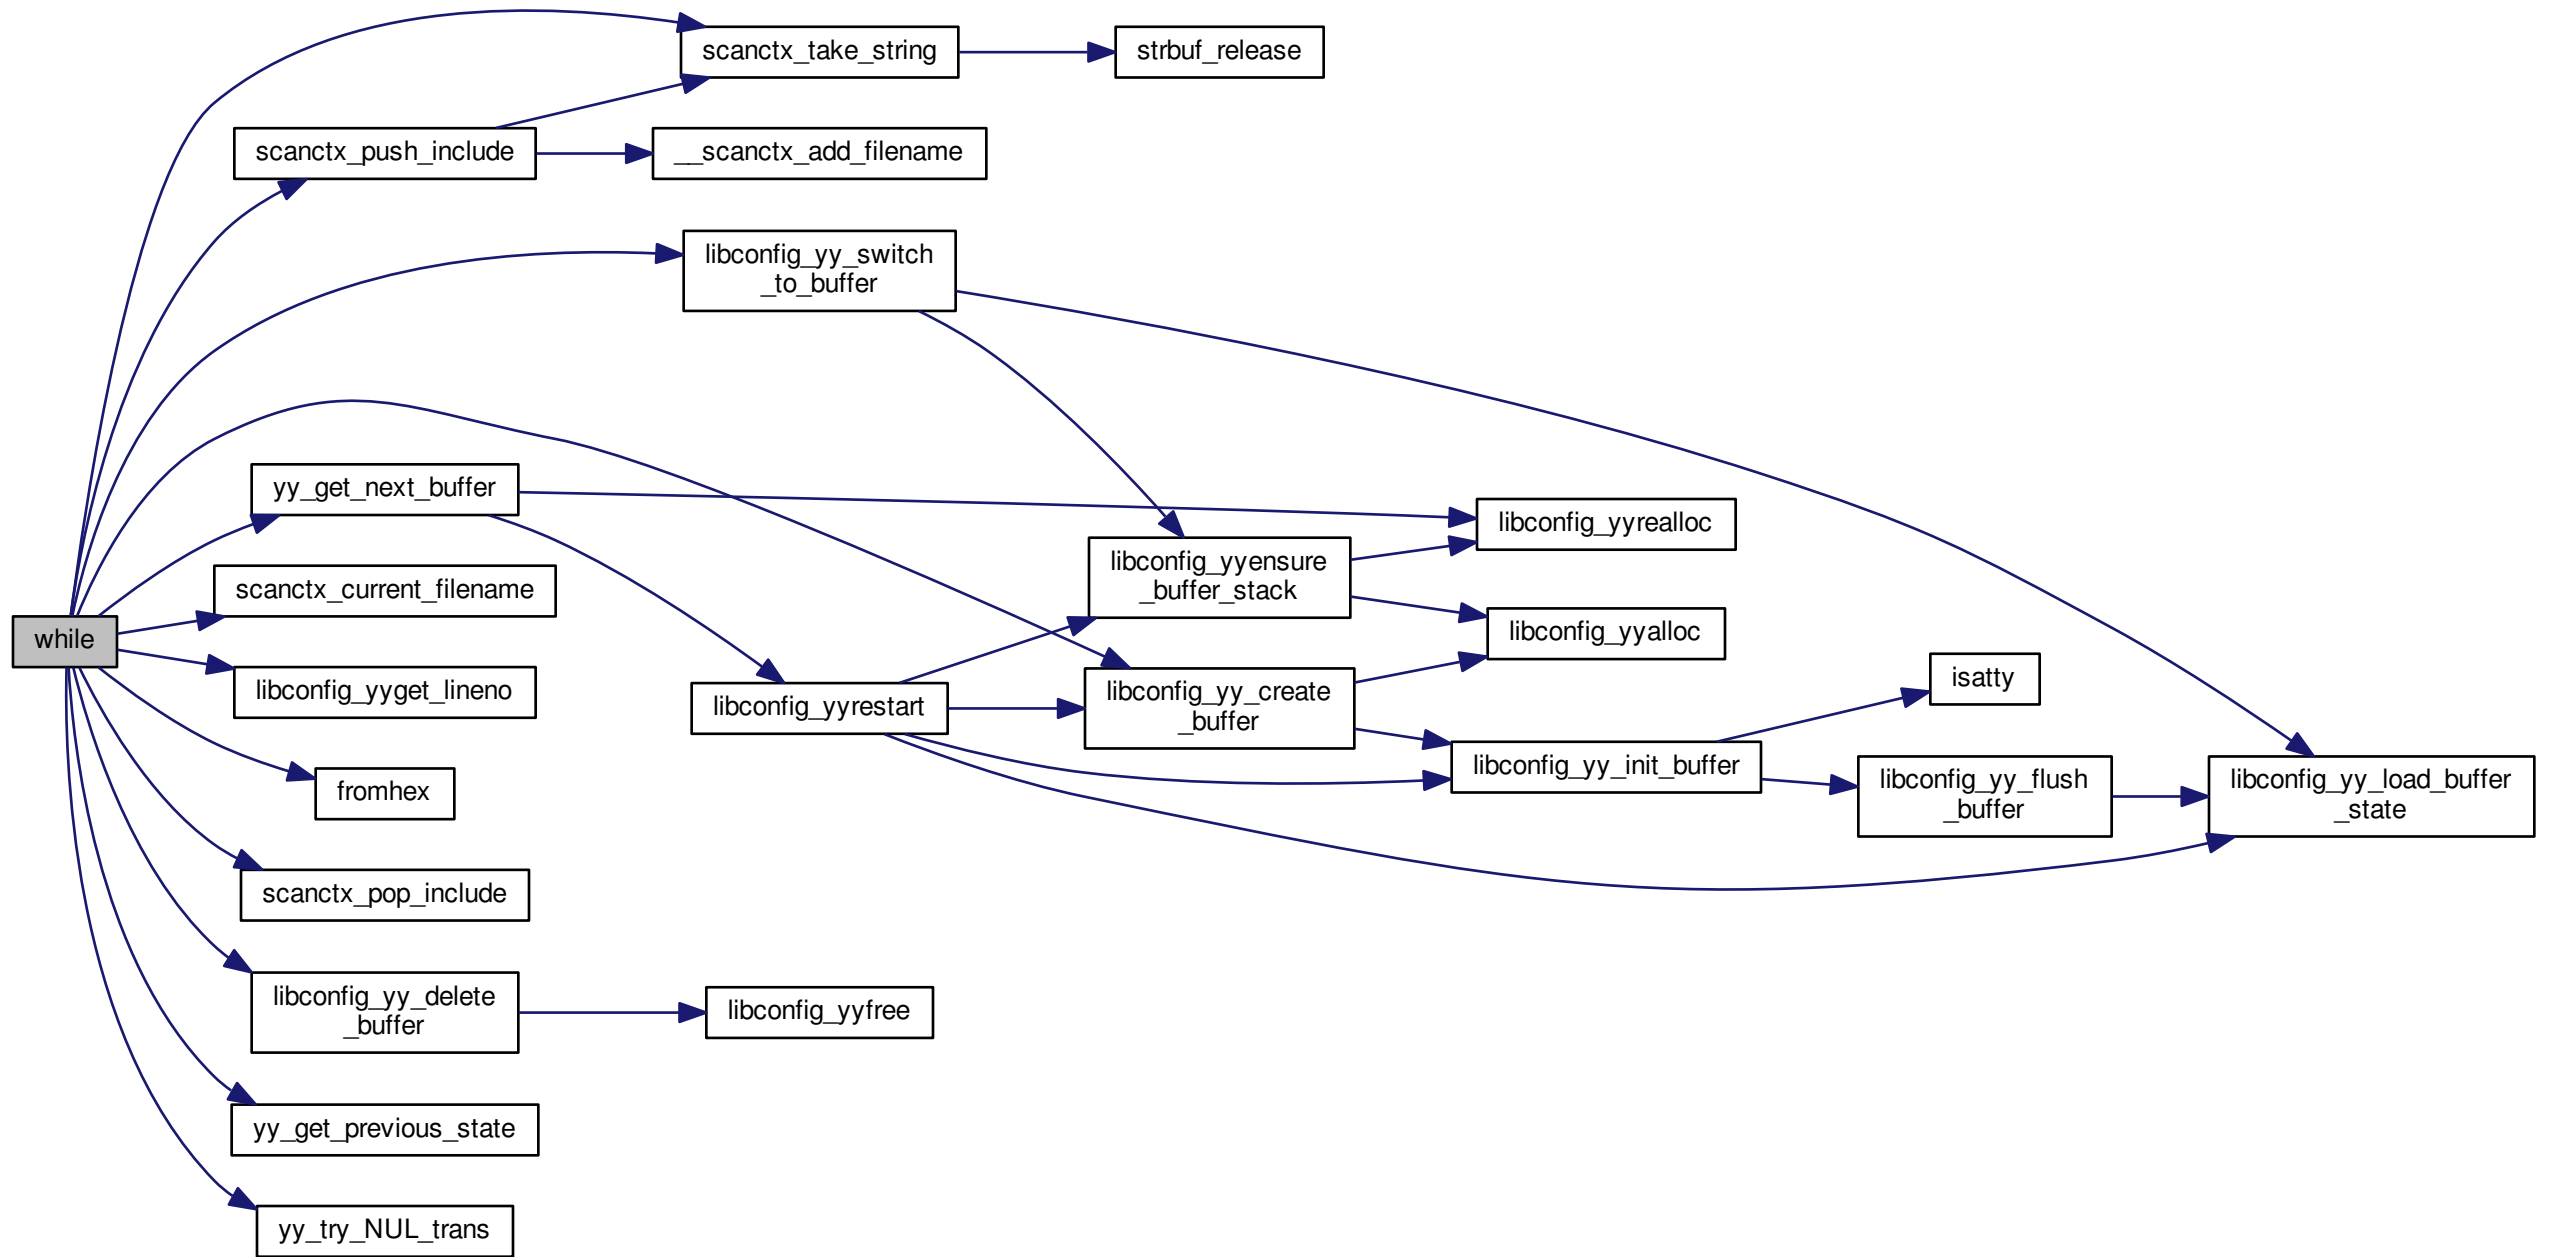 scanctx_take_string
strbuf_release
scanctx_push_include
__scanctx_add_filename
libconfig_yy_switch
_to_buffer
yy_get_next_buffer
libconfig_yyrealloc
libconfig_yyensure
_buffer_stack
scanctx_current_filename
libconfig_yyalloc
while
libconfig_yyget_lineno
libconfig_yyrestart
libconfig_yy_create
_buffer
isatty
libconfig_yy_init_buffer
libconfig_yy_flush
_buffer
libconfig_yy_load_buffer
_state
fromhex
scanctx_pop_include
libconfig_yy_delete
_buffer
libconfig_yyfree
yy_get_previous_state
yy_try_NUL_trans